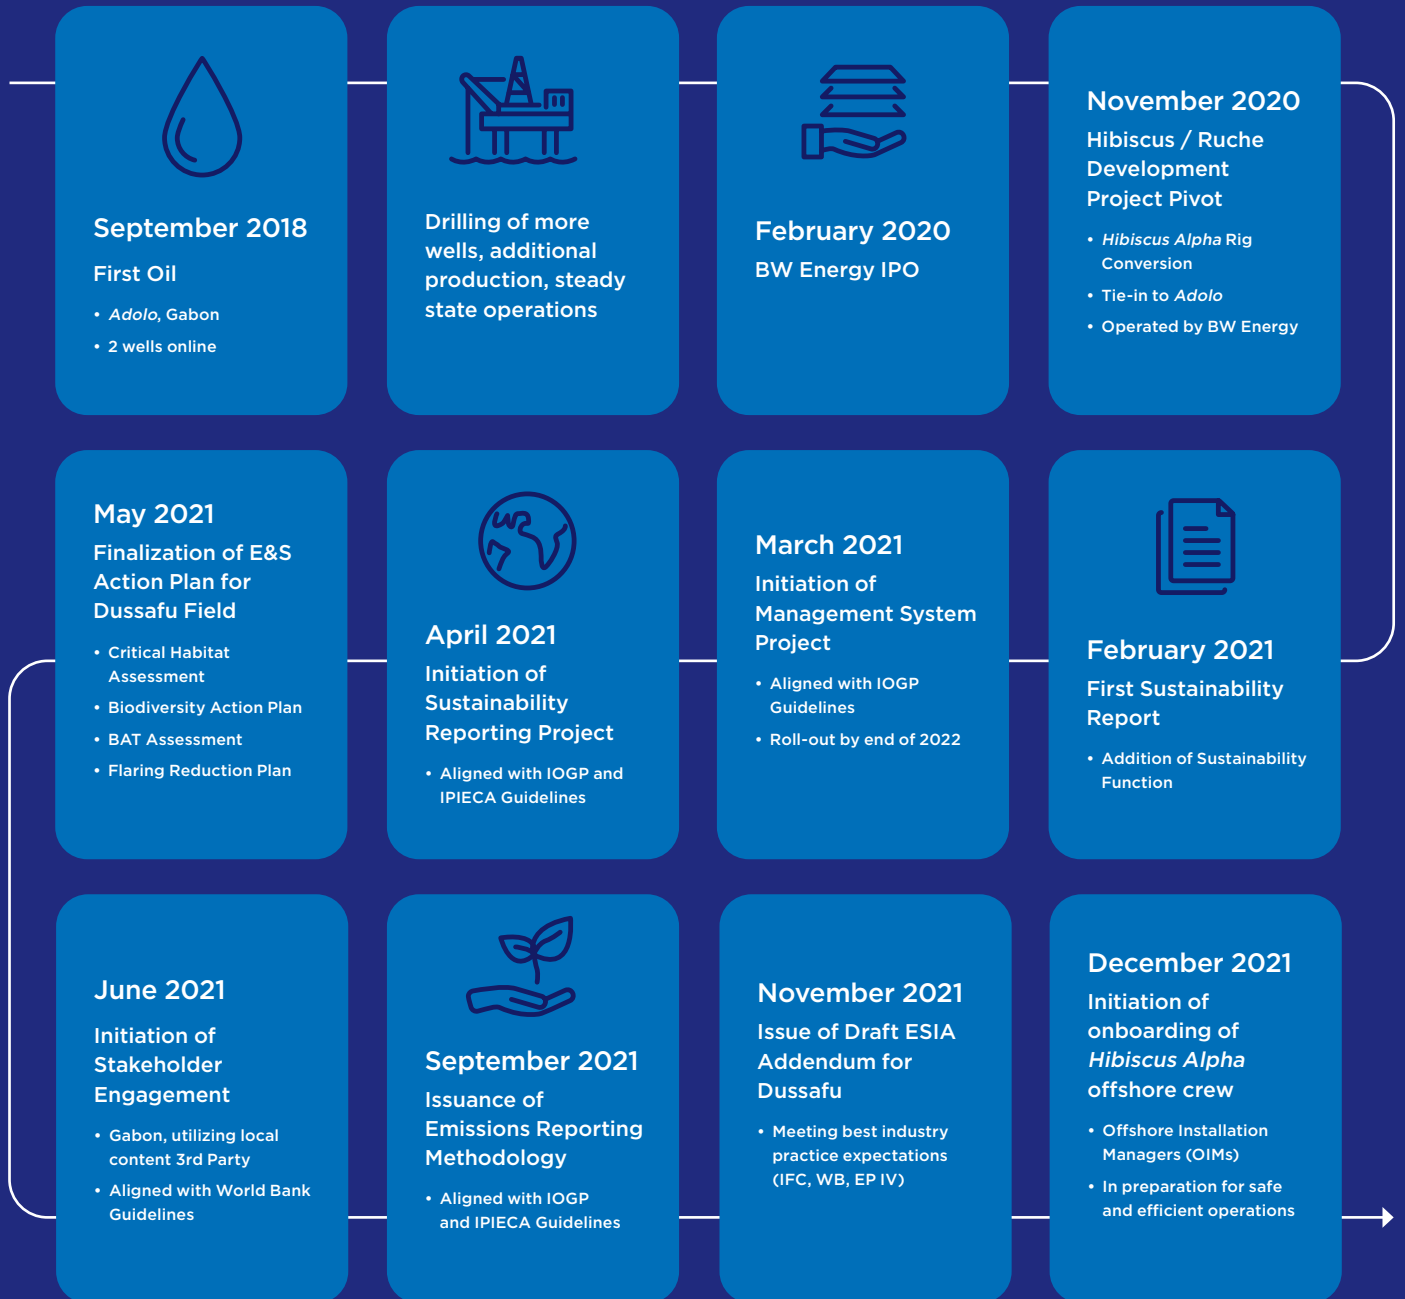 September 2018
First Oil
• Adolo, Gabon
• 2 wells online
Drilling of more
wells, additional
production, steady
state operations
February 2020
BW Energy IPO
November 2020
Hibiscus / Ruche
Development
Project Pivot
• Hibiscus Alpha Rig
Conversion
• Tie-in to Adolo
• Operated by BW Energy
February 2021
First Sustainability
Report
• Addition of Sustainability
Function
March 2021
Initiation of
Management System
Project
• Aligned with IOGP
Guidelines
• Roll-out by end of 2022
April 2021
Initiation of
Sustainability
Reporting Project
• Aligned with IOGP and
IPIECA Guidelines
May 2021
Finalization of E&S
Action Plan for
Dussafu Field
• Critical Habitat
Assessment
• Biodiversity Action Plan
• BAT Assessment
• Flaring Reduction Plan
June 2021
Initiation of
Stakeholder
Engagement
• Gabon, utilizing local
content 3rd Party
• Aligned with World Bank
Guidelines
September 2021
Issuance of
Emissions Reporting
Methodology
• Aligned with IOGP
and IPIECA Guidelines
November 2021
Issue of Draft ESIA
Addendum for
Dussafu
• Meeting best industry
practice expectations
(IFC, WB, EP IV)
December 2021
Initiation of
onboarding of
Hibiscus Alpha
offshore crew
• Offshore Installation
Managers (OIMs)
• In preparation for safe
and efficient operations